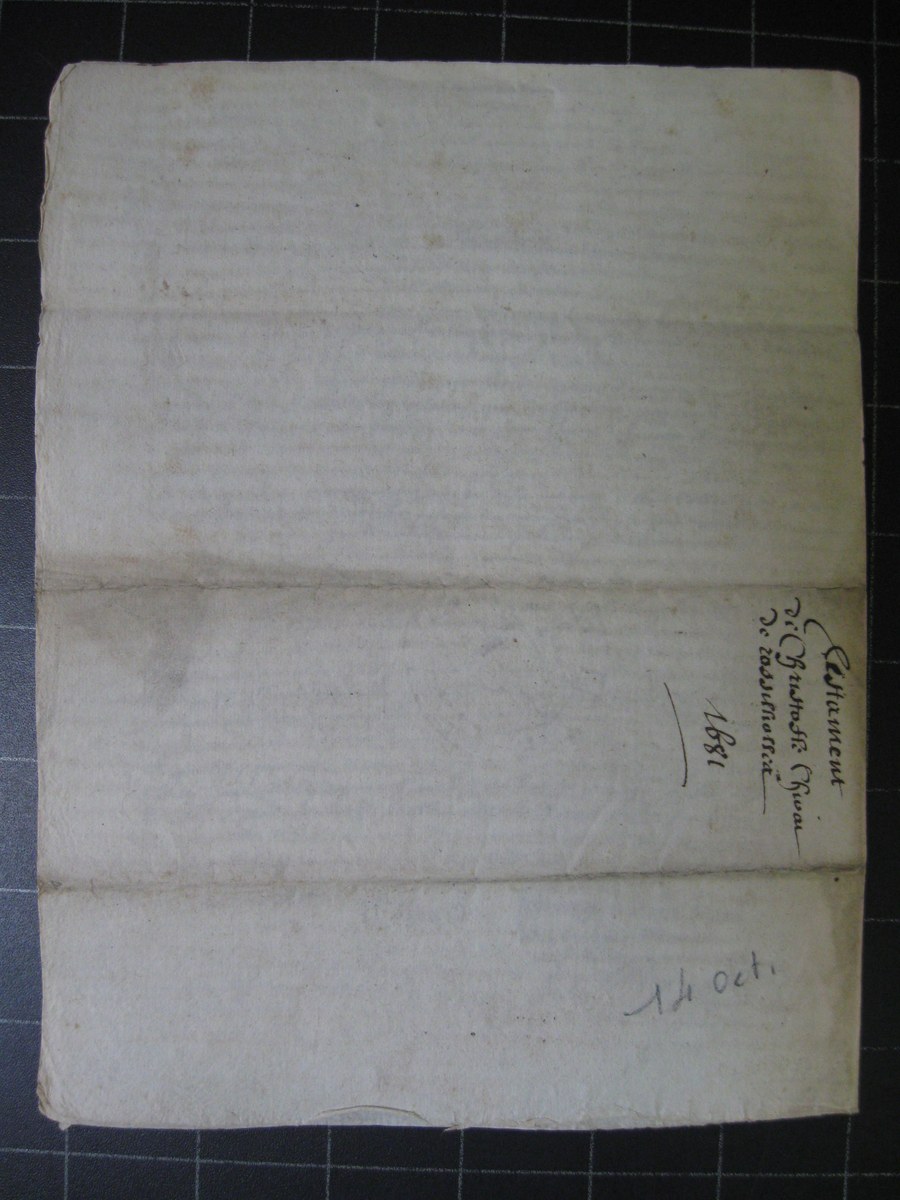 Testament
de Christofle Chivai
de
1681
14 oct.